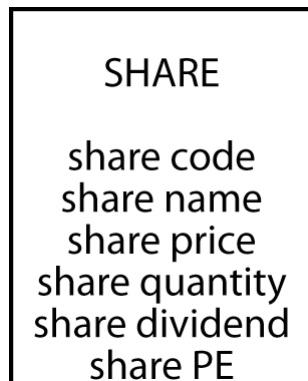 SHARE
share code
share name
share price
share quantity
share dividend
share PE